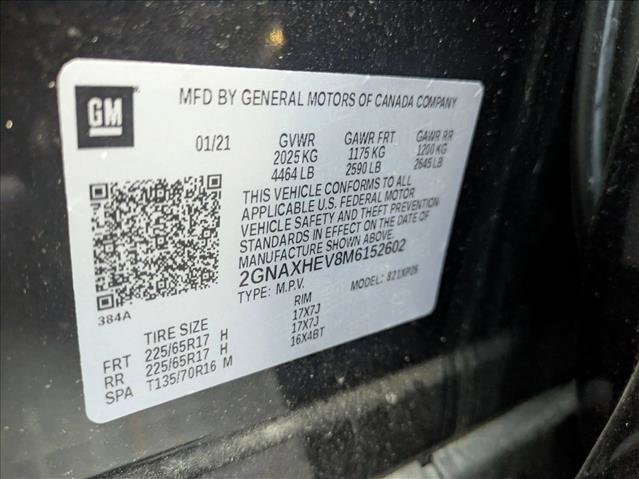 GM
MFD BY GENERAL MOTORS OF CANADA COMPANY
01/21 GVWR GAWR FRT GAWR RR
2025 KG 1175 KG 1200 KG
4464 LB 2590 LB 2645 LB
THIS VEHICLE CONFORMS TO ALL
APPLICABLE U.S. FEDERAL MOTOR
VEHICLE SAFETY AND THEFT PREVENTION
STANDARDS IN EFFECT ON THE DATE OF
MANUFACTURE SHOWN ABOVE.
2GNAXHEV8M6152602
TYPE: M.P.V. MODEL: 821XP26
384A
TIRE SIZE RIM
FRT 225/65R17 H 17X7J
RR 225/65R17 H 17X7J
SPA T135/70R16 M 16X4BT